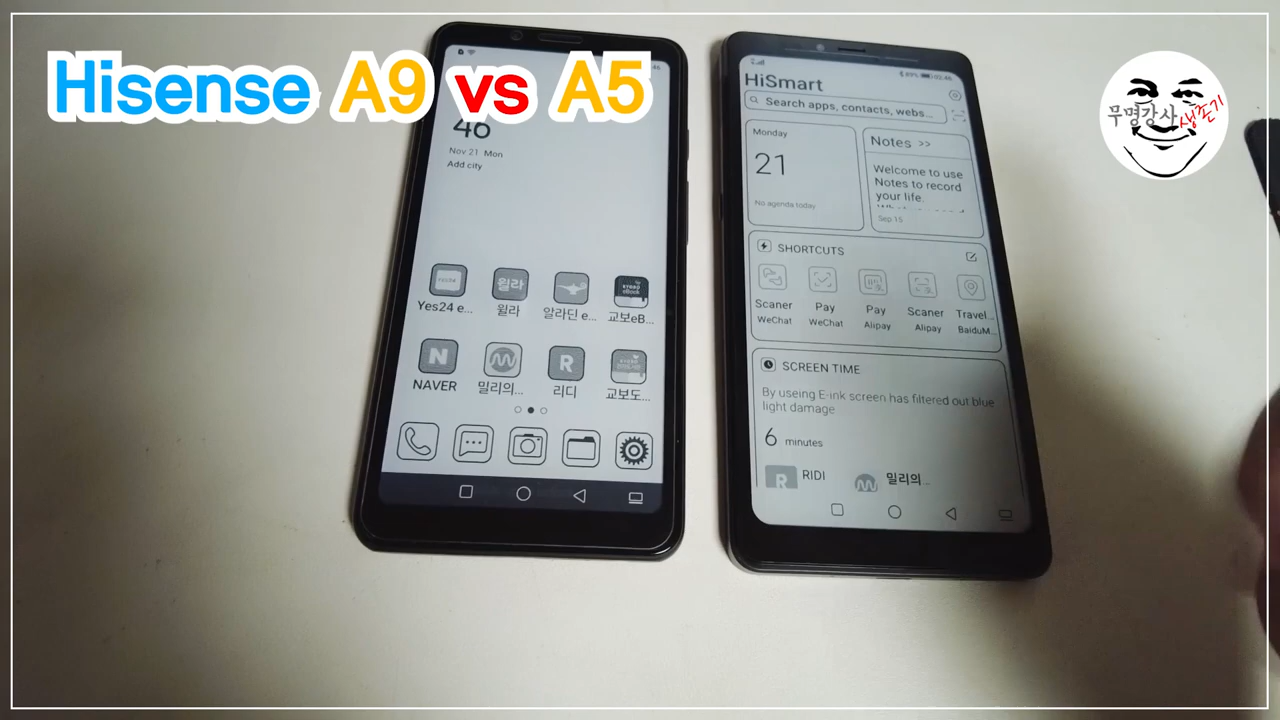 Hisense A9 vs A5
무명강사
생존기
46
Nov 21 Mon
Add city
Yes24 e...
윌라
알라딘 e...
교보eB...
NAVER
밀리의...
리디
교보도...
HiSmart
89%
Search apps, contacts, webs...
Monday
21
No agenda today
Notes >>
Welcome to use
Notes to record
your life.
Sep 15
SHORTCUTS
Scaner
WeChat
Pay
WeChat
Pay
Alipay
Scaner
Alipay
Travel...
BaiduM...
SCREEN TIME
By useing E-ink screen has filtered out blue
light damage
6 minutes
RIDI
밀리의...